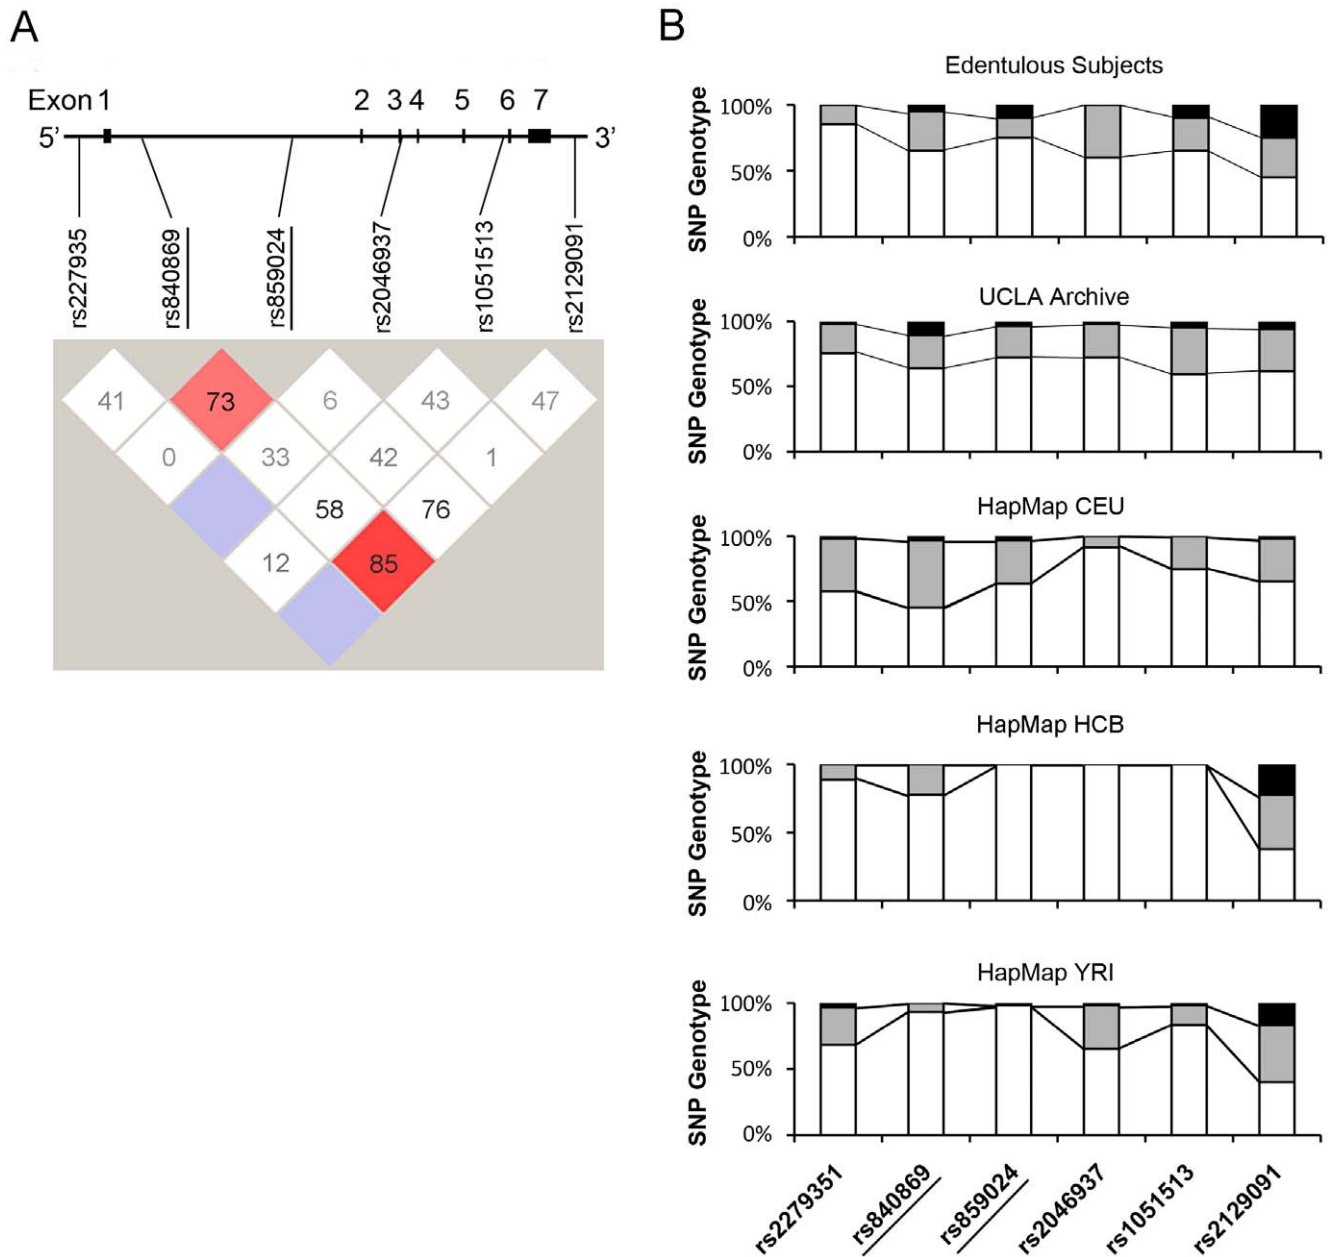 A
Exon 1 2 3 4 5 6 7
5’ 3’
rs227935
rs840869
rs859024
rs2046937
rs1051513
rs2129091
41 73 6 43 47
0 33 42 1
58 76
12 85
B
Edentulous Subjects
SNP Genotype
100%
50%
0%
UCLA Archive
SNP Genotype
100%
50%
0%
HapMap CEU
SNP Genotype
100%
50%
0%
HapMap HCB
SNP Genotype
100%
50%
0%
HapMap YRI
SNP Genotype
100%
50%
0%
rs2279351
rs840869
rs859024
rs2046937
rs1051513
rs2129091